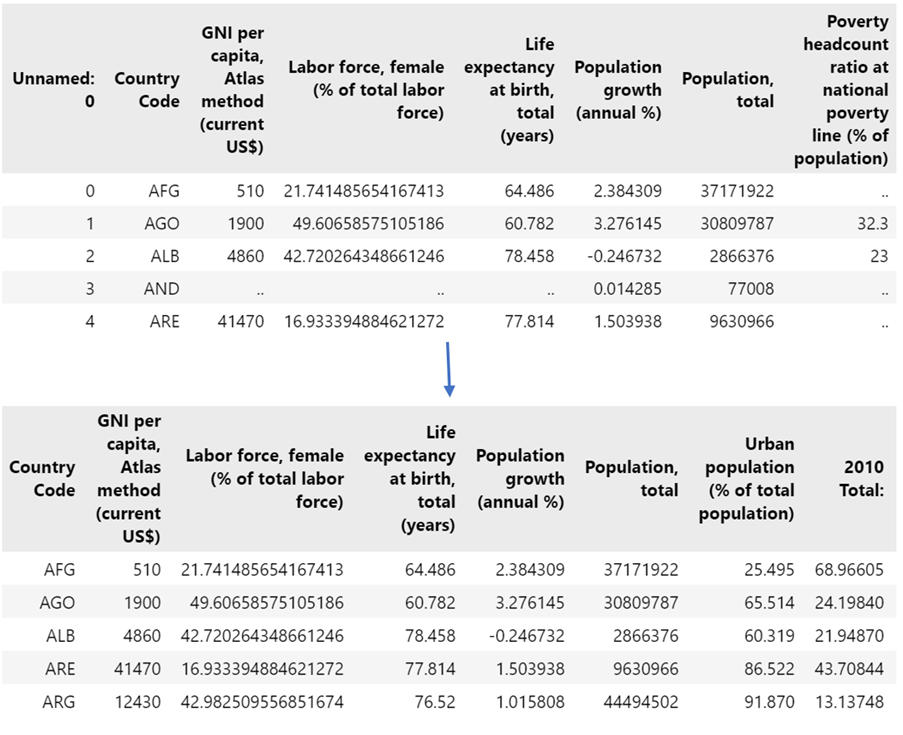 Unnamed: 0 Country Code GNI per capita, Atlas method (current US$) Labor force, female (% of total labor force) Life expectancy at birth, total (years) Population growth (annual %) Population, total Poverty headcount ratio at national poverty line (% of population)
0 AFG 510 21.741485654167413 64.486 2.384309 37171922 ..
1 AGO 1900 49.60658575105186 60.782 3.276145 30809787 32.3
2 ALB 4860 42.720264348661246 78.458 -0.246732 2866376 23
3 AND .. .. .. 0.014285 77008 ..
4 ARE 41470 16.933394884621272 77.814 1.503938 9630966 ..
Country Code GNI per capita, Atlas method (current US$) Labor force, female (% of total labor force) Life expectancy at birth, total (years) Population growth (annual %) Population, total Urban population (% of total population) 2010 Total:
AFG 510 21.741485654167413 64.486 2.384309 37171922 25.495 68.96605
AGO 1900 49.60658575105186 60.782 3.276145 30809787 65.514 24.19840
ALB 4860 42.720264348661246 78.458 -0.246732 2866376 60.319 21.94870
ARE 41470 16.933394884621272 77.814 1.503938 9630966 86.522 43.70844
ARG 12430 42.982509556851674 76.52 1.015808 44494502 91.870 13.13748